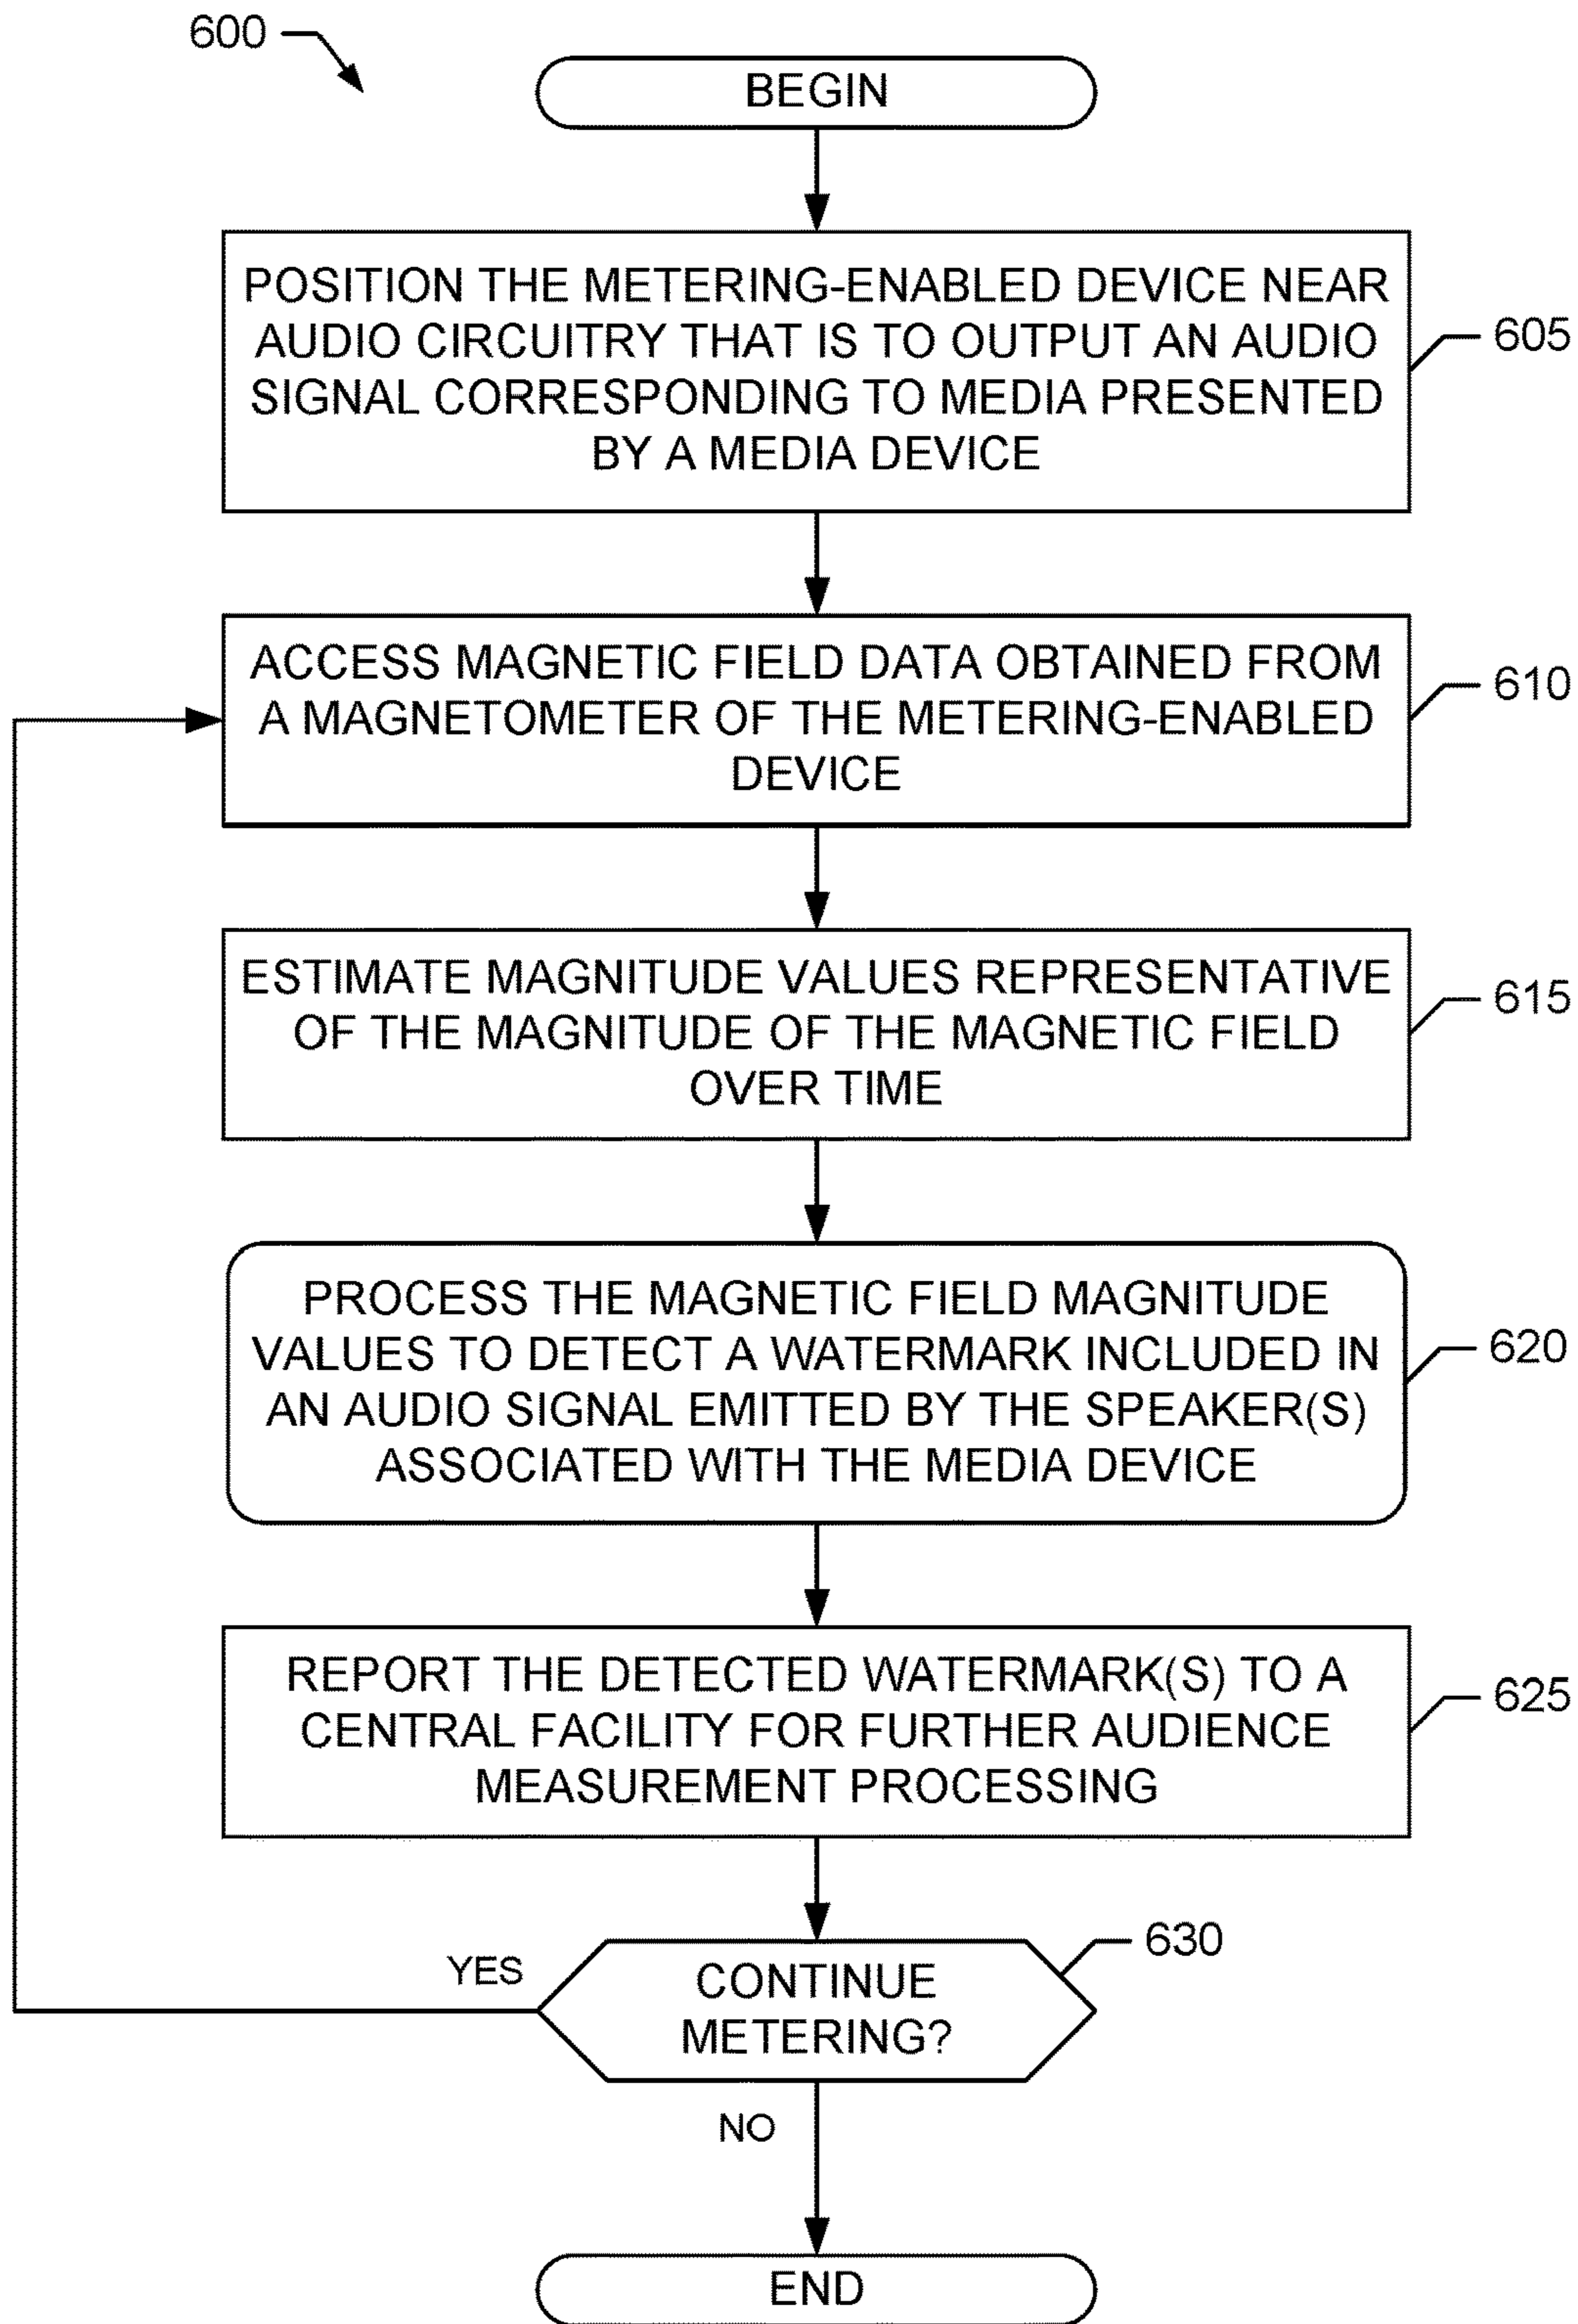 600
BEGIN
POSITION THE METERING-ENABLED DEVICE NEAR
AUDIO CIRCUITRY THAT IS TO OUTPUT AN AUDIO
SIGNAL CORRESPONDING TO MEDIA PRESENTED
BY A MEDIA DEVICE
605
ACCESS MAGNETIC FIELD DATA OBTAINED FROM
A MAGNETOMETER OF THE METERING-ENABLED
DEVICE
610
ESTIMATE MAGNITUDE VALUES REPRESENTATIVE
OF THE MAGNITUDE OF THE MAGNETIC FIELD
OVER TIME
615
PROCESS THE MAGNETIC FIELD MAGNITUDE
VALUES TO DETECT A WATERMARK INCLUDED IN
AN AUDIO SIGNAL EMITTED BY THE SPEAKER(S)
ASSOCIATED WITH THE MEDIA DEVICE
620
REPORT THE DETECTED WATERMARK(S) TO A
CENTRAL FACILITY FOR FURTHER AUDIENCE
MEASUREMENT PROCESSING
625
CONTINUE
METERING?
630
YES
NO
END